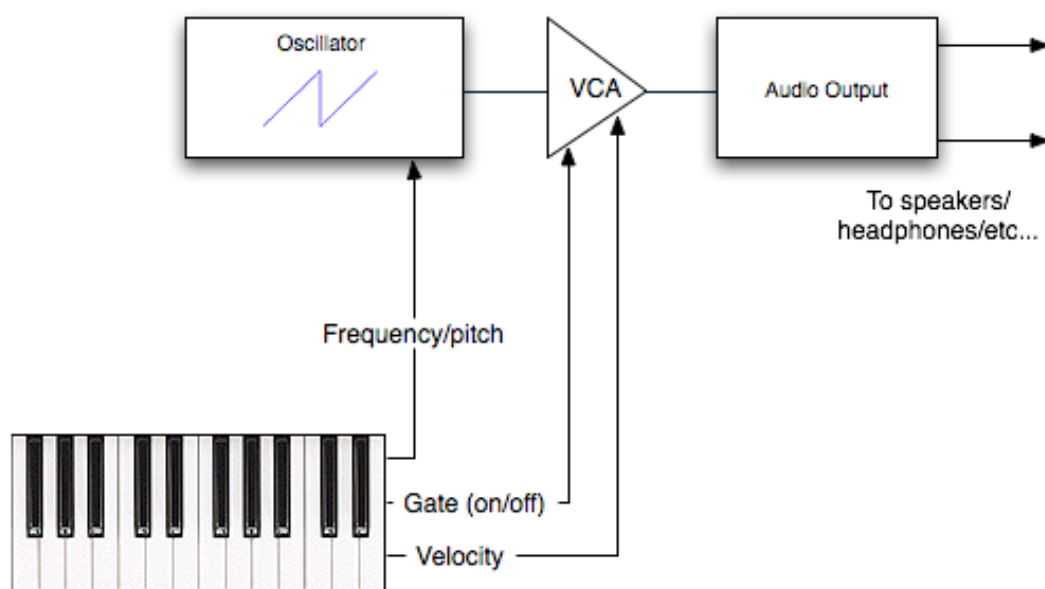 Oscillator
VCA
Audio Output
To speakers/
headphones/etc...
Frequency/pitch
Gate (on/off)
Velocity